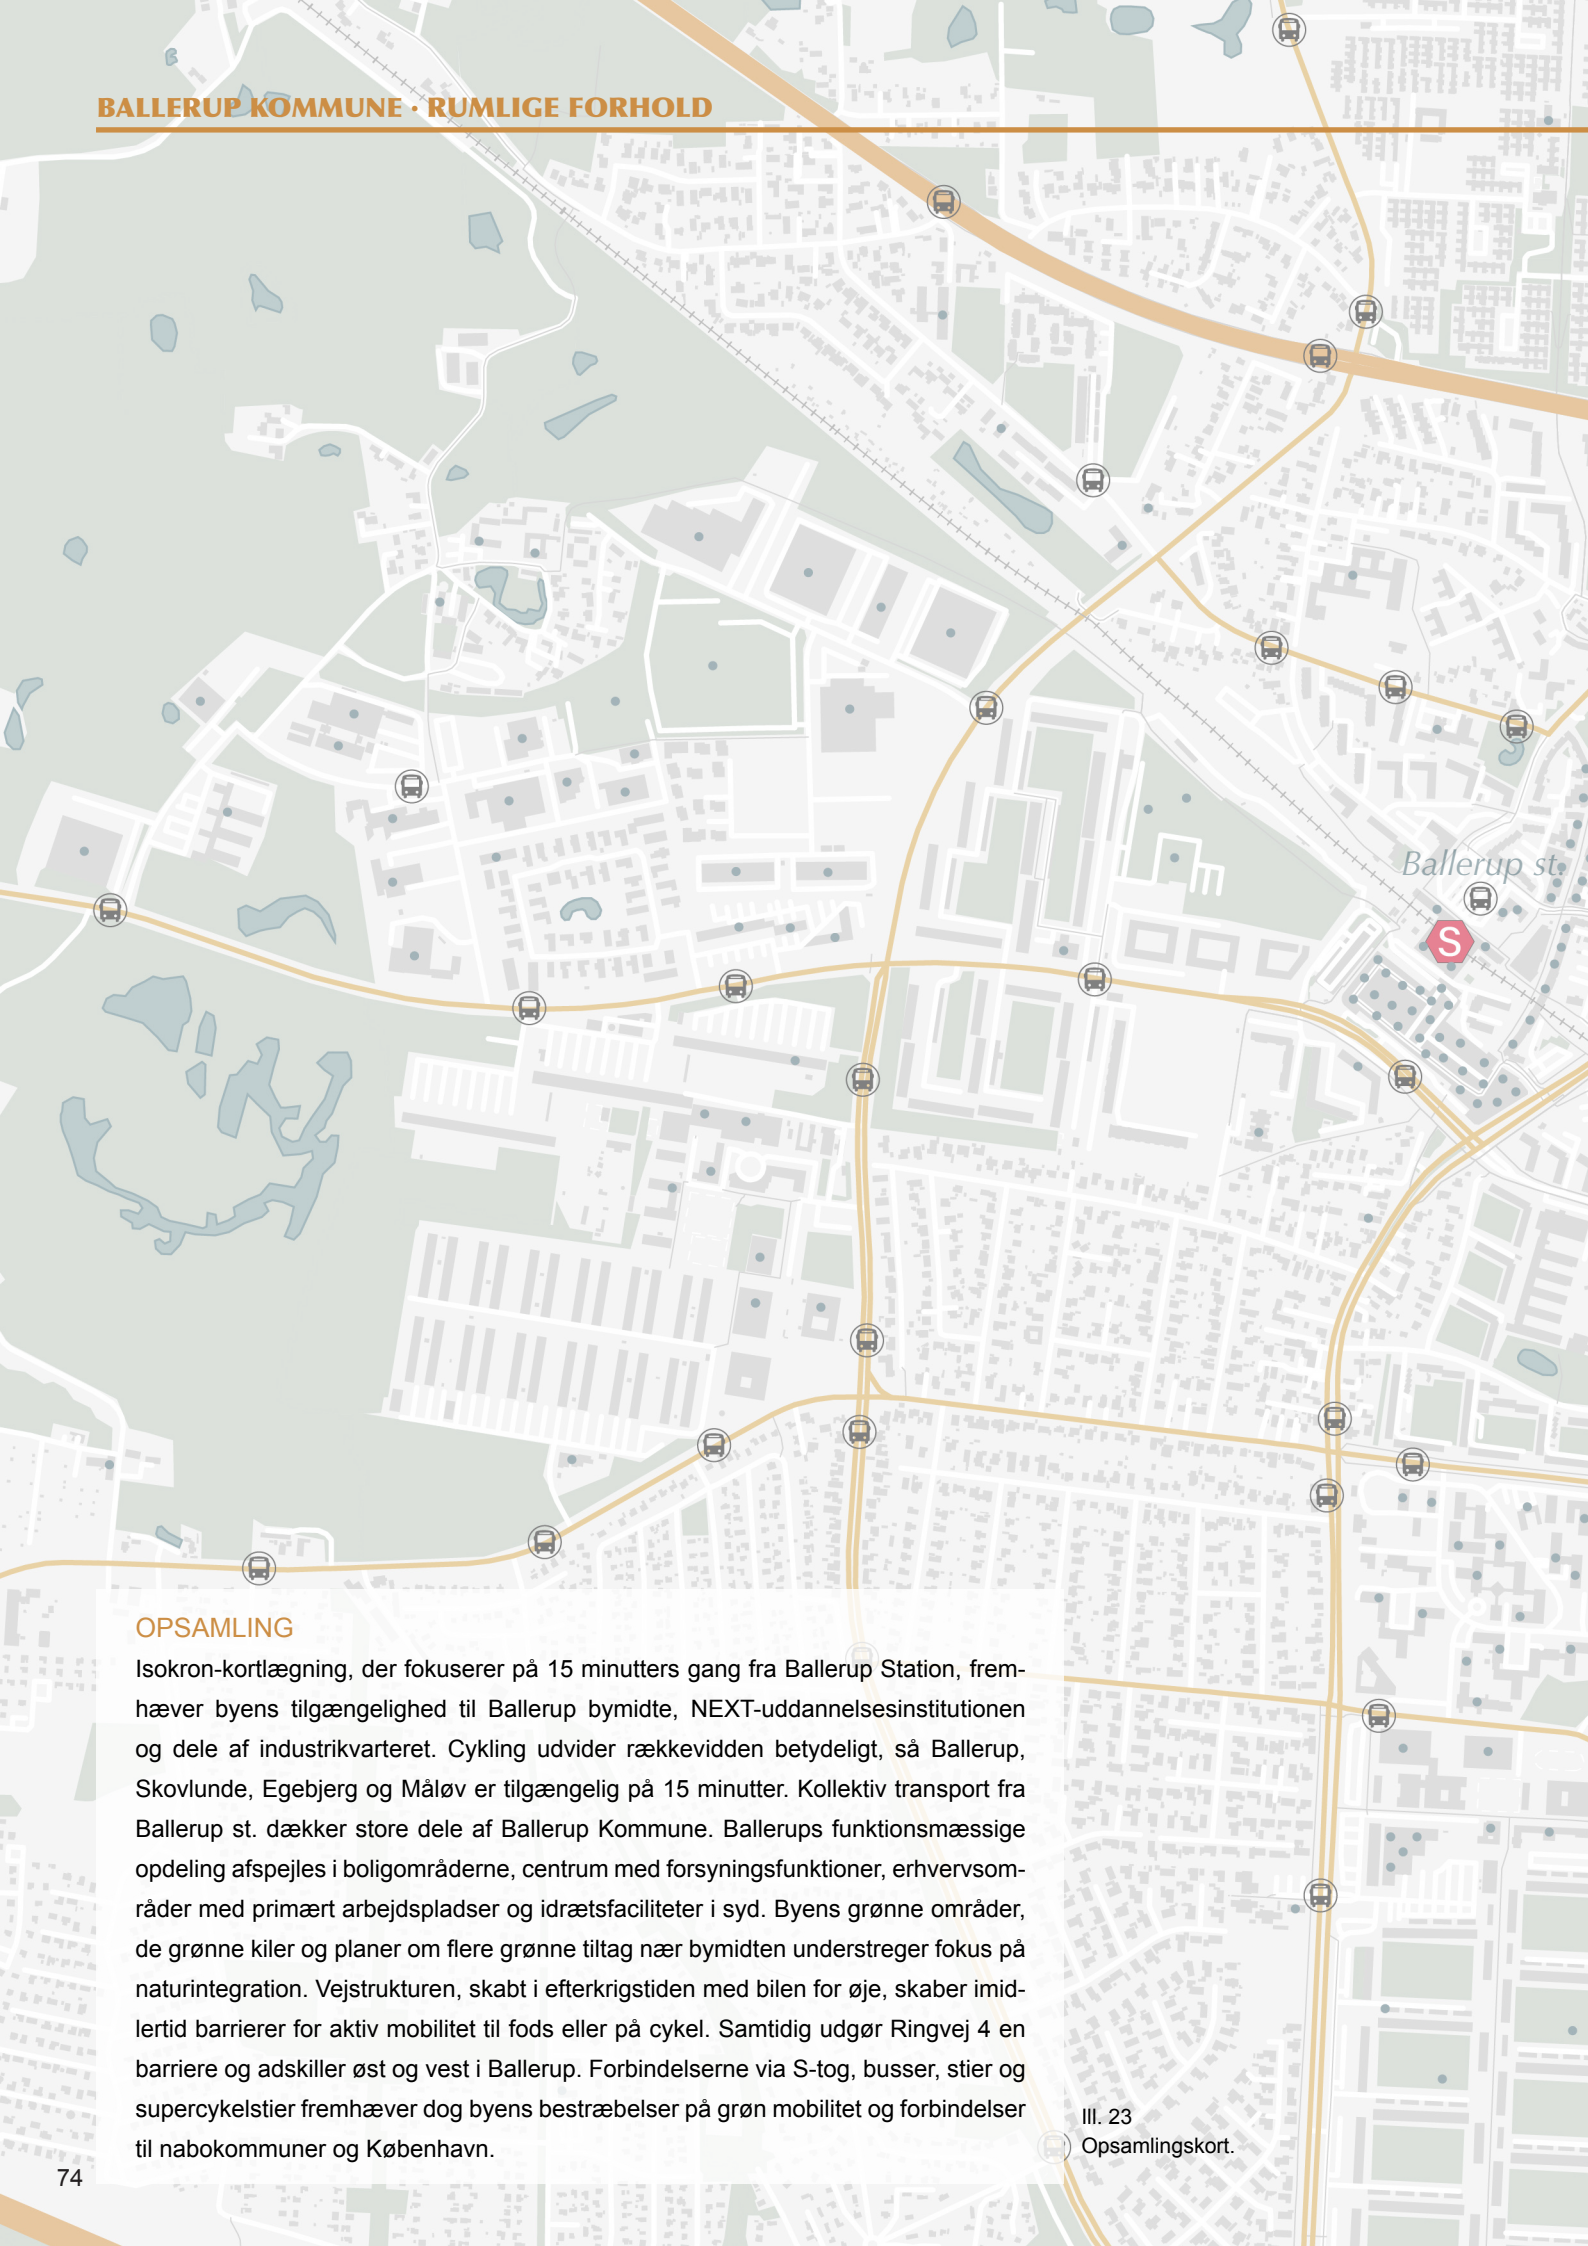 BALLERUP KOMMUNE · RUMLIGE FORHOLD
Ballerup st.
S
OPSAMLING
Isokron-kortlægning, der fokuserer på 15 minutters gang fra Ballerup Station, frem-
hæver byens tilgængelighed til Ballerup bymidte, NEXT-uddannelsesinstitutionen
og dele af industrikvarteret. Cykling udvider rækkevidden betydeligt, så Ballerup,
Skovlunde, Egebjerg og Måløv er tilgængelig på 15 minutter. Kollektiv transport fra
Ballerup st. dækker store dele af Ballerup Kommune. Ballerups funktionsmæssige
opdeling afspejles i boligområderne, centrum med forsyningsfunktioner, erhvervsom-
råder med primært arbejdspladser og idrætsfaciliteter i syd. Byens grønne områder,
de grønne kiler og planer om flere grønne tiltag nær bymidten understreger fokus på
naturintegration. Vejstrukturen, skabt i efterkrigstiden med bilen for øje, skaber imid-
lertid barrierer for aktiv mobilitet til fods eller på cykel. Samtidig udgør Ringvej 4 en
barriere og adskiller øst og vest i Ballerup. Forbindelserne via S-tog, busser, stier og
supercykelstier fremhæver dog byens bestræbelser på grøn mobilitet og forbindelser
til nabokommuner og København.
Ill. 23
Opsamlingskort.
74